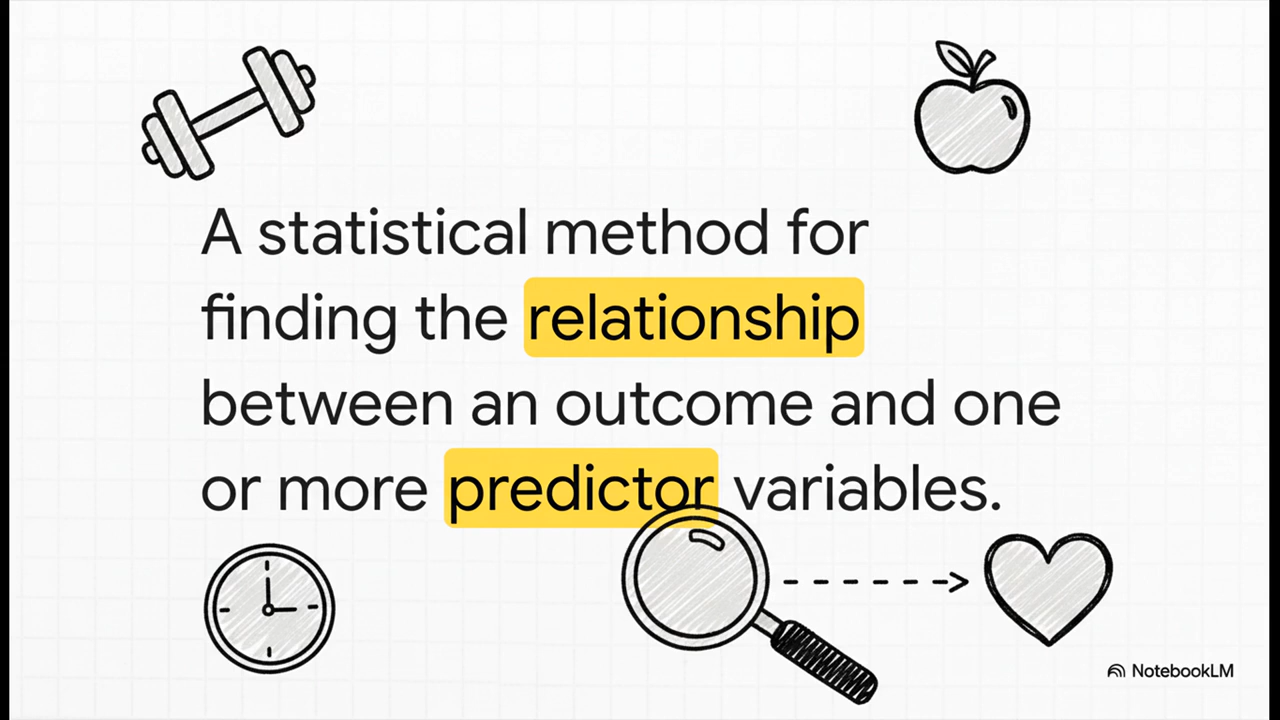 A statistical method for
finding the relationship
between an outcome and one
or more predictor variables.
NotebookLM